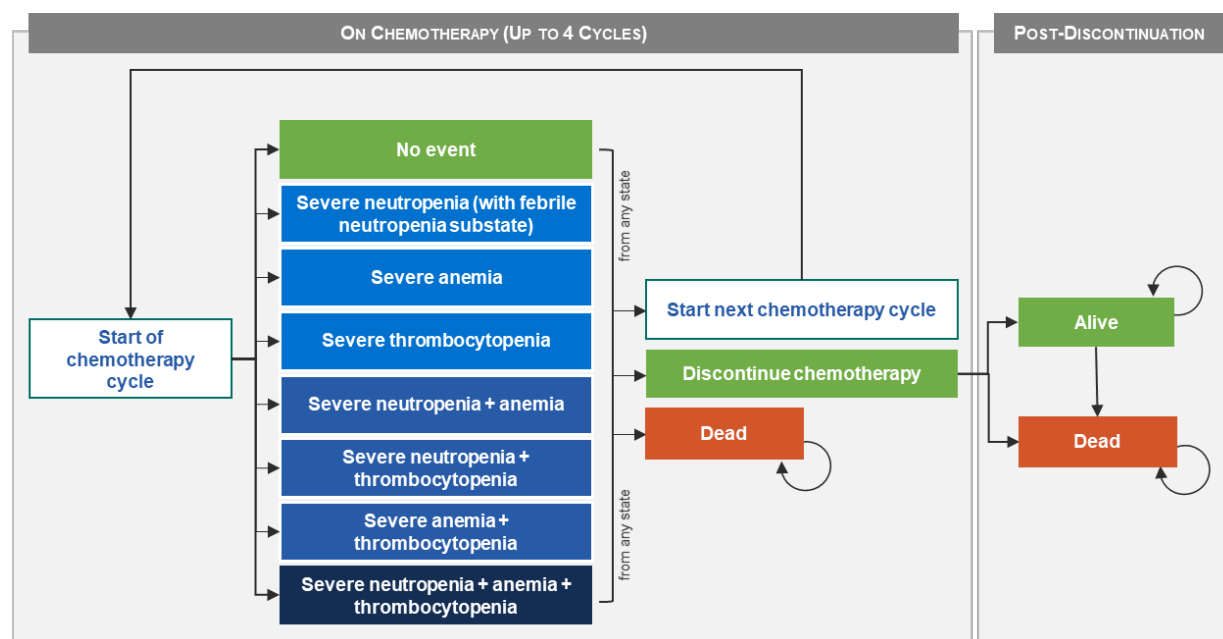 ON CHEMOTHERAPY (UP TO 4 CYCLES)
POST-DISCONTINUATION
No event
Severe neutropenia (with febrile
neutropenia substate)
Severe anemia
Severe thrombocytopenia
Severe neutropenia + anemia
Severe neutropenia +
thrombocytopenia
Severe anemia +
thrombocytopenia
Severe neutropenia + anemia +
thrombocytopenia
Start of
chemotherapy
cycle
from any state
from any state
Start next chemotherapy cycle
Discontinue chemotherapy
Dead
Alive
Dead